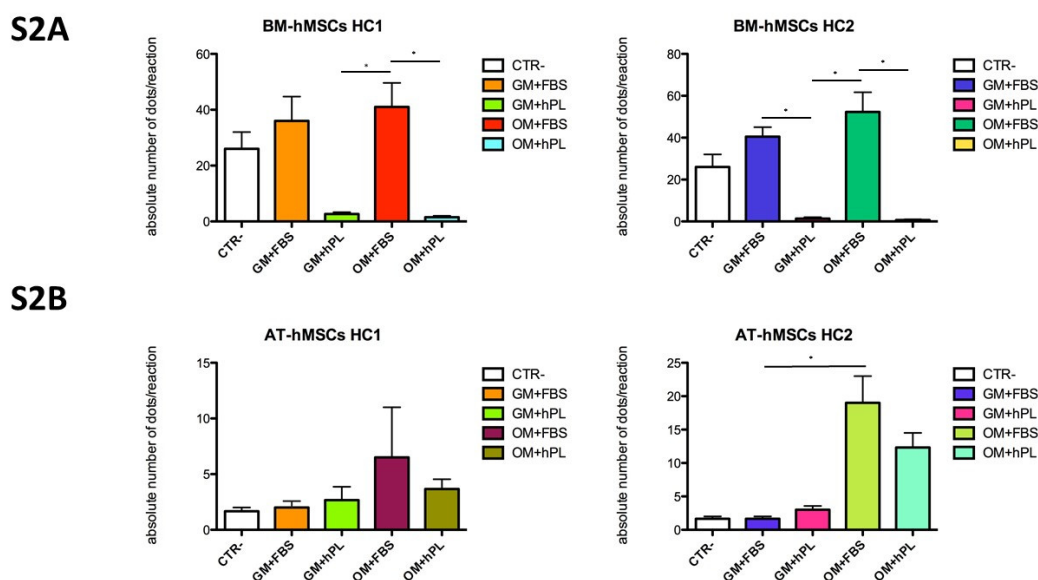 S2A
BM-hMSCs HC1
absolute number of dots/reaction
60
40
20
0
* *
CTR-
GM+FBS
GM+hPL
OM+FBS
OM+hPL
CTR-
GM+FBS
GM+hPL
OM+FBS
OM+hPL
BM-hMSCs HC2
absolute number of dots/reaction
80
60
40
20
0
* * *
CTR-
GM+FBS
GM+hPL
OM+FBS
OM+hPL
CTR-
GM+FBS
GM+hPL
OM+FBS
OM+hPL
S2B
AT-hMSCs HC1
absolute number of dots/reaction
15
10
5
0
CTR-
GM+FBS
GM+hPL
OM+FBS
OM+hPL
CTR-
GM+FBS
GM+hPL
OM+FBS
OM+hPL
AT-hMSCs HC2
absolute number of dots/reaction
25
20
15
10
5
0
*
CTR-
GM+FBS
GM+hPL
OM+FBS
OM+hPL
CTR-
GM+FBS
GM+hPL
OM+FBS
OM+hPL